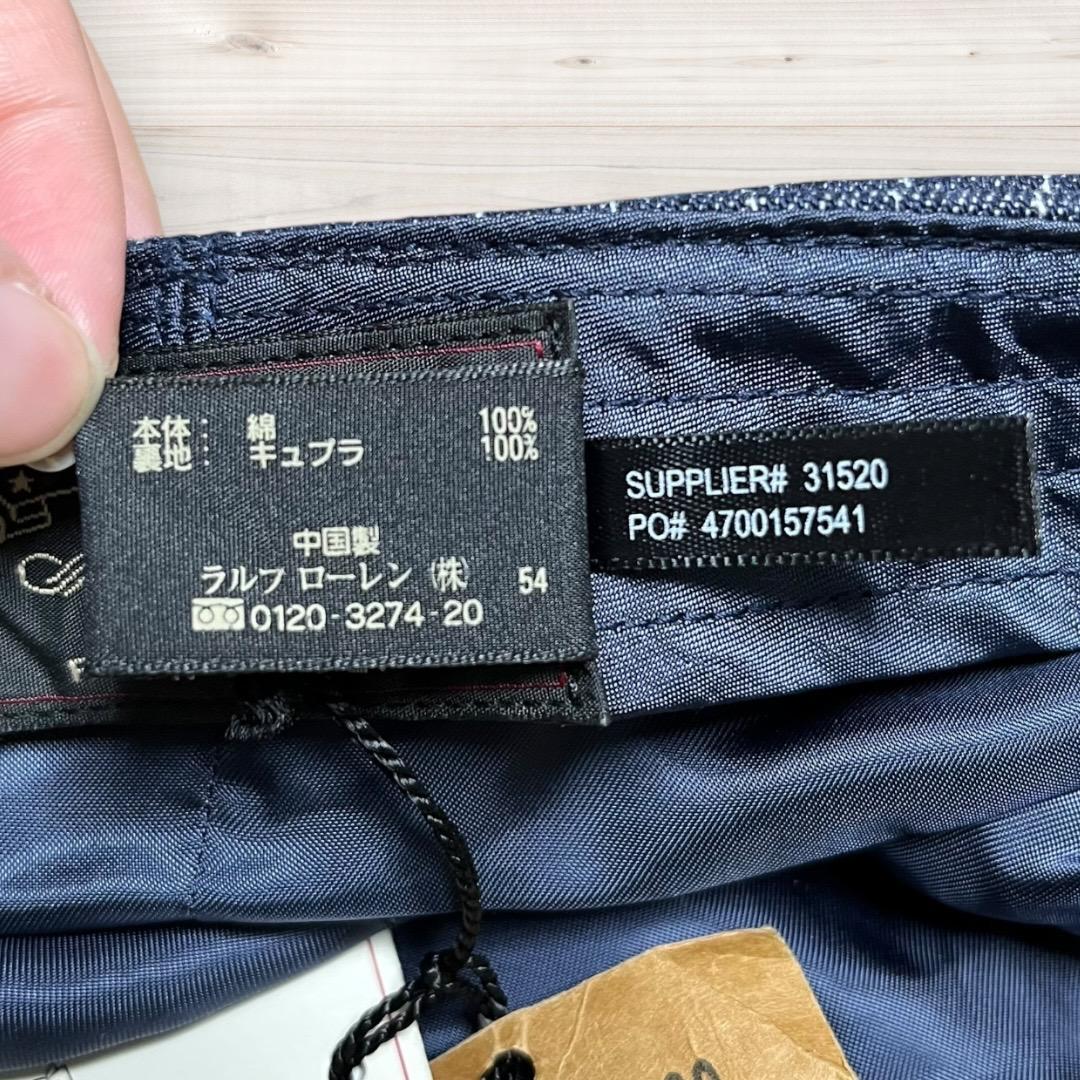 本体： 綿 100%
裏地： キュプラ 100%
中国製
ラルフ ローレン（株） 54
0120-3274-20
SUPPLIER# 31520
PO# 4700157541